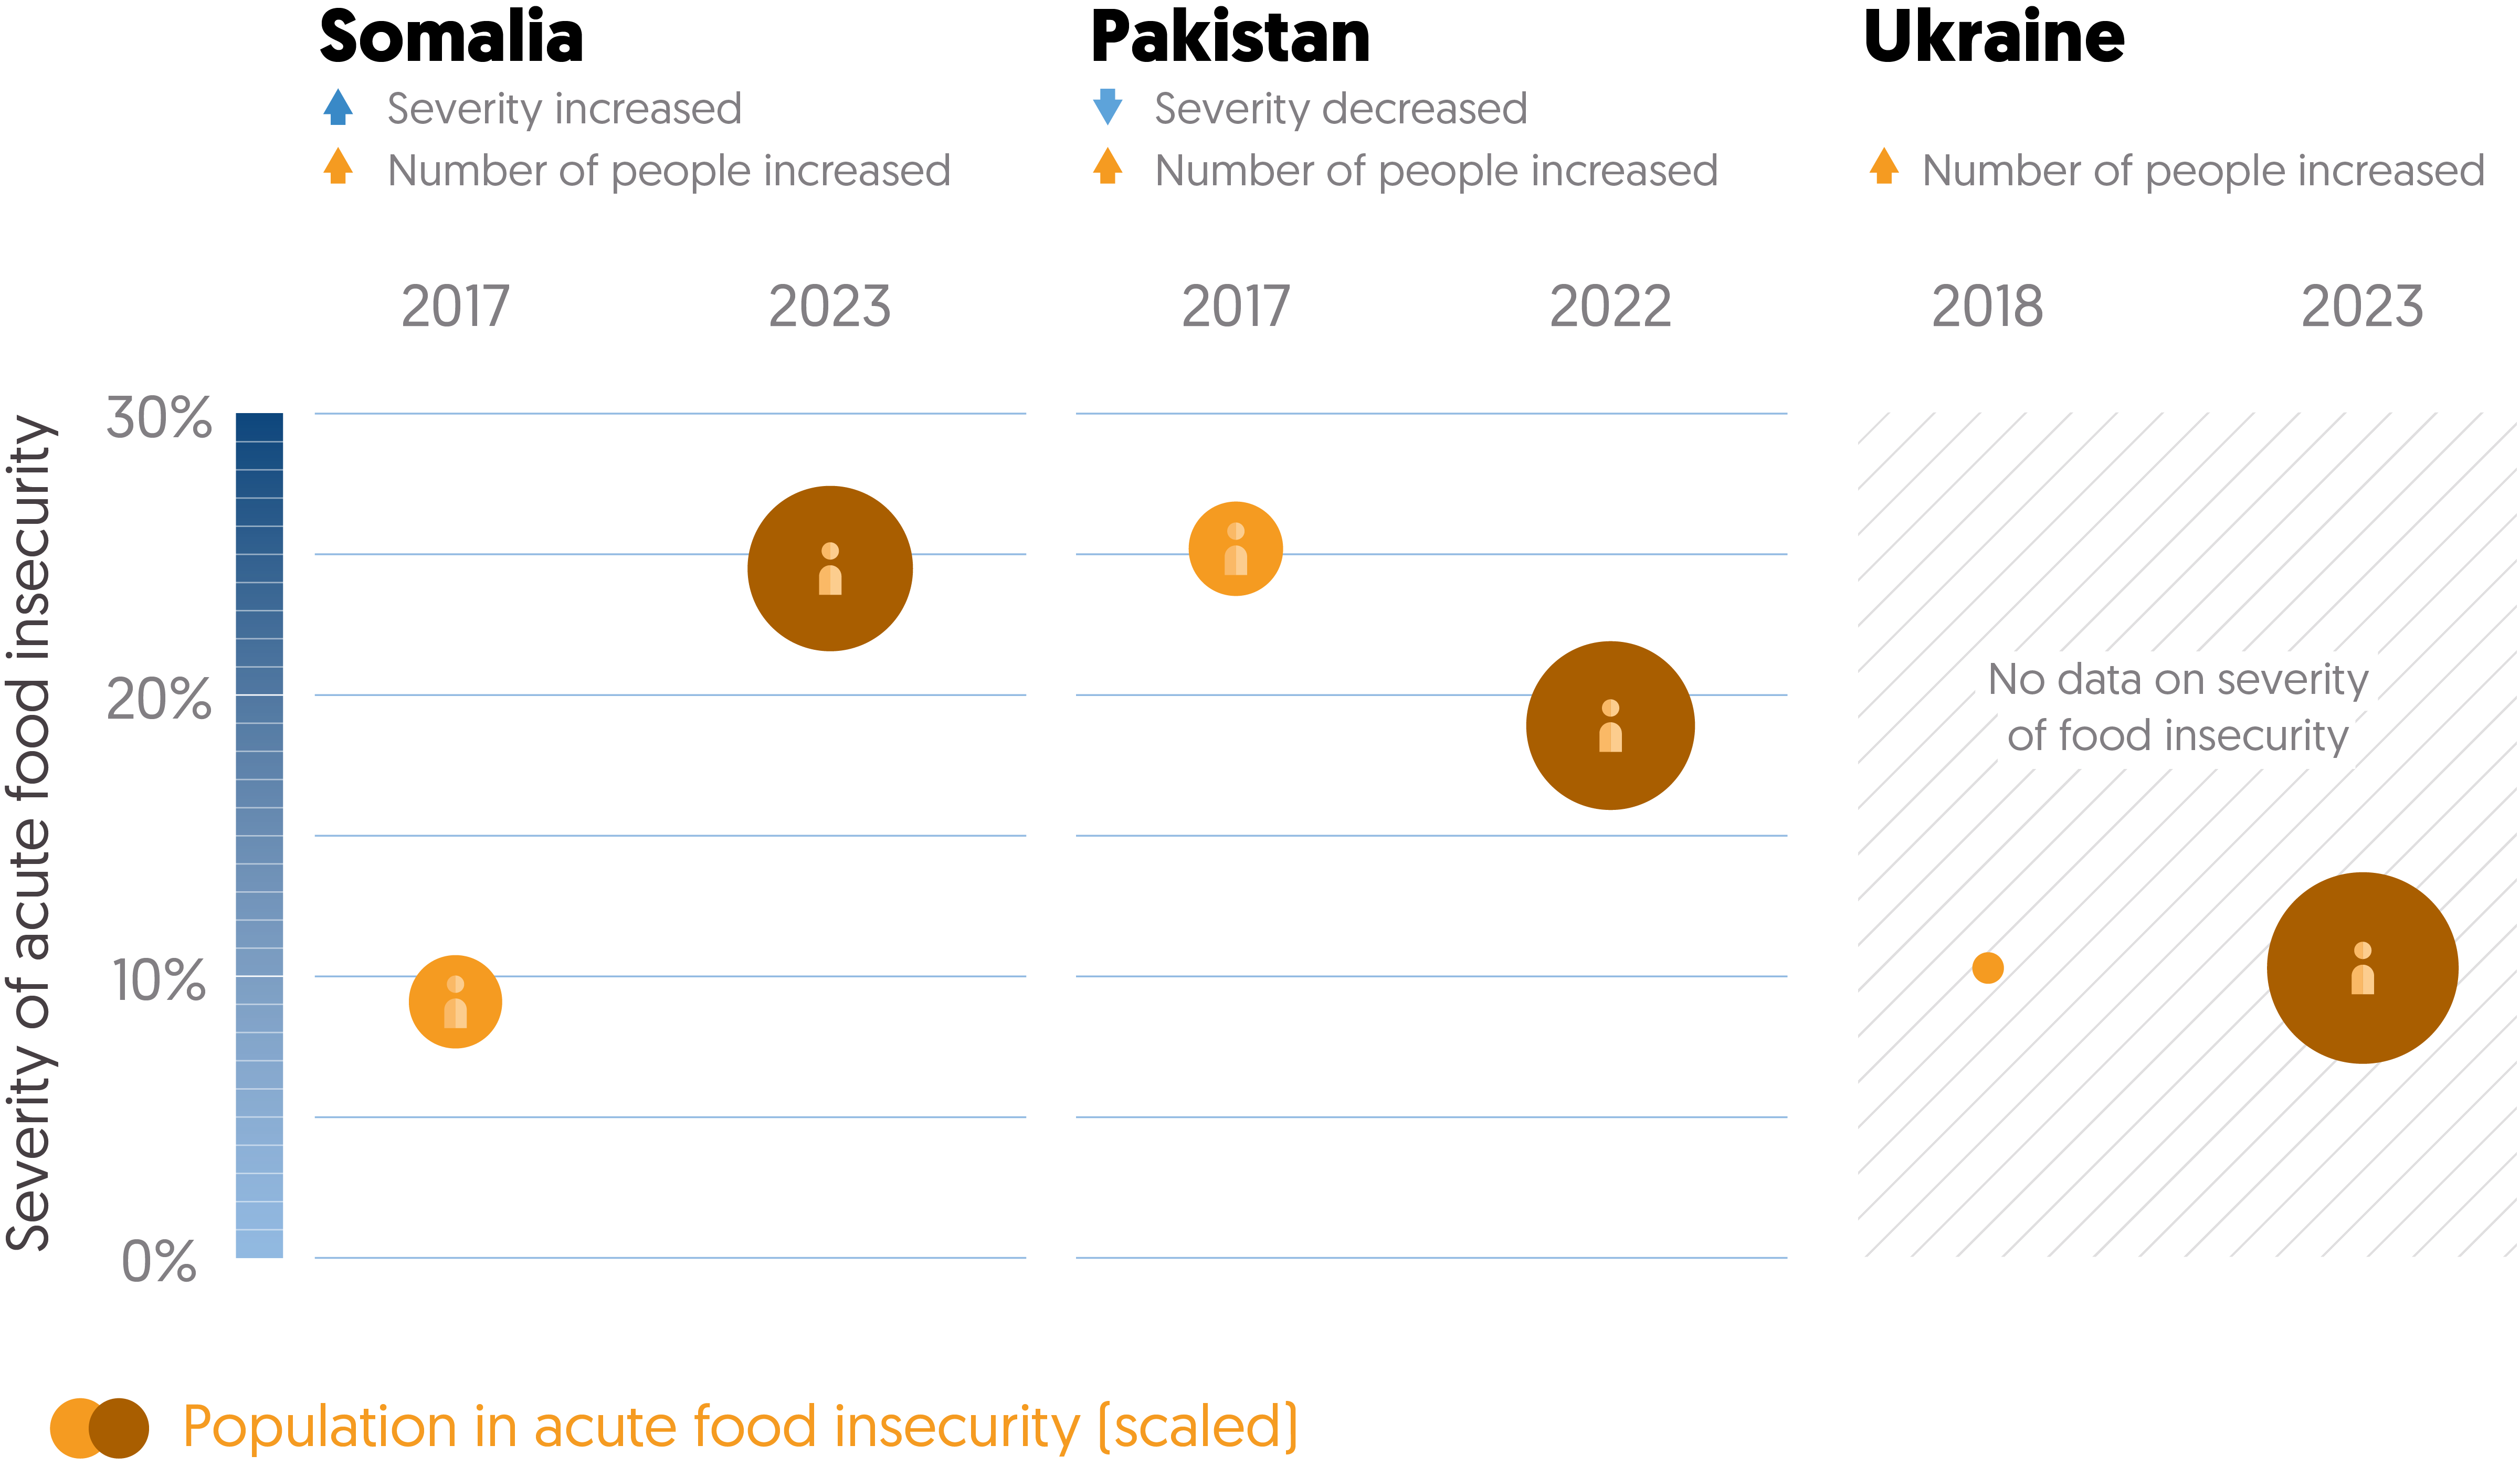 Somalia
Severity increased
Number of people increased
Pakistan
Severity decreased
Number of people increased
Ukraine
Number of people increased
2017
2023
2017
2022
2018
2023
Severity of acute food insecurity
30%
20%
10%
0%
No data on severity
of food insecurity
Population in acute food insecurity (scaled)